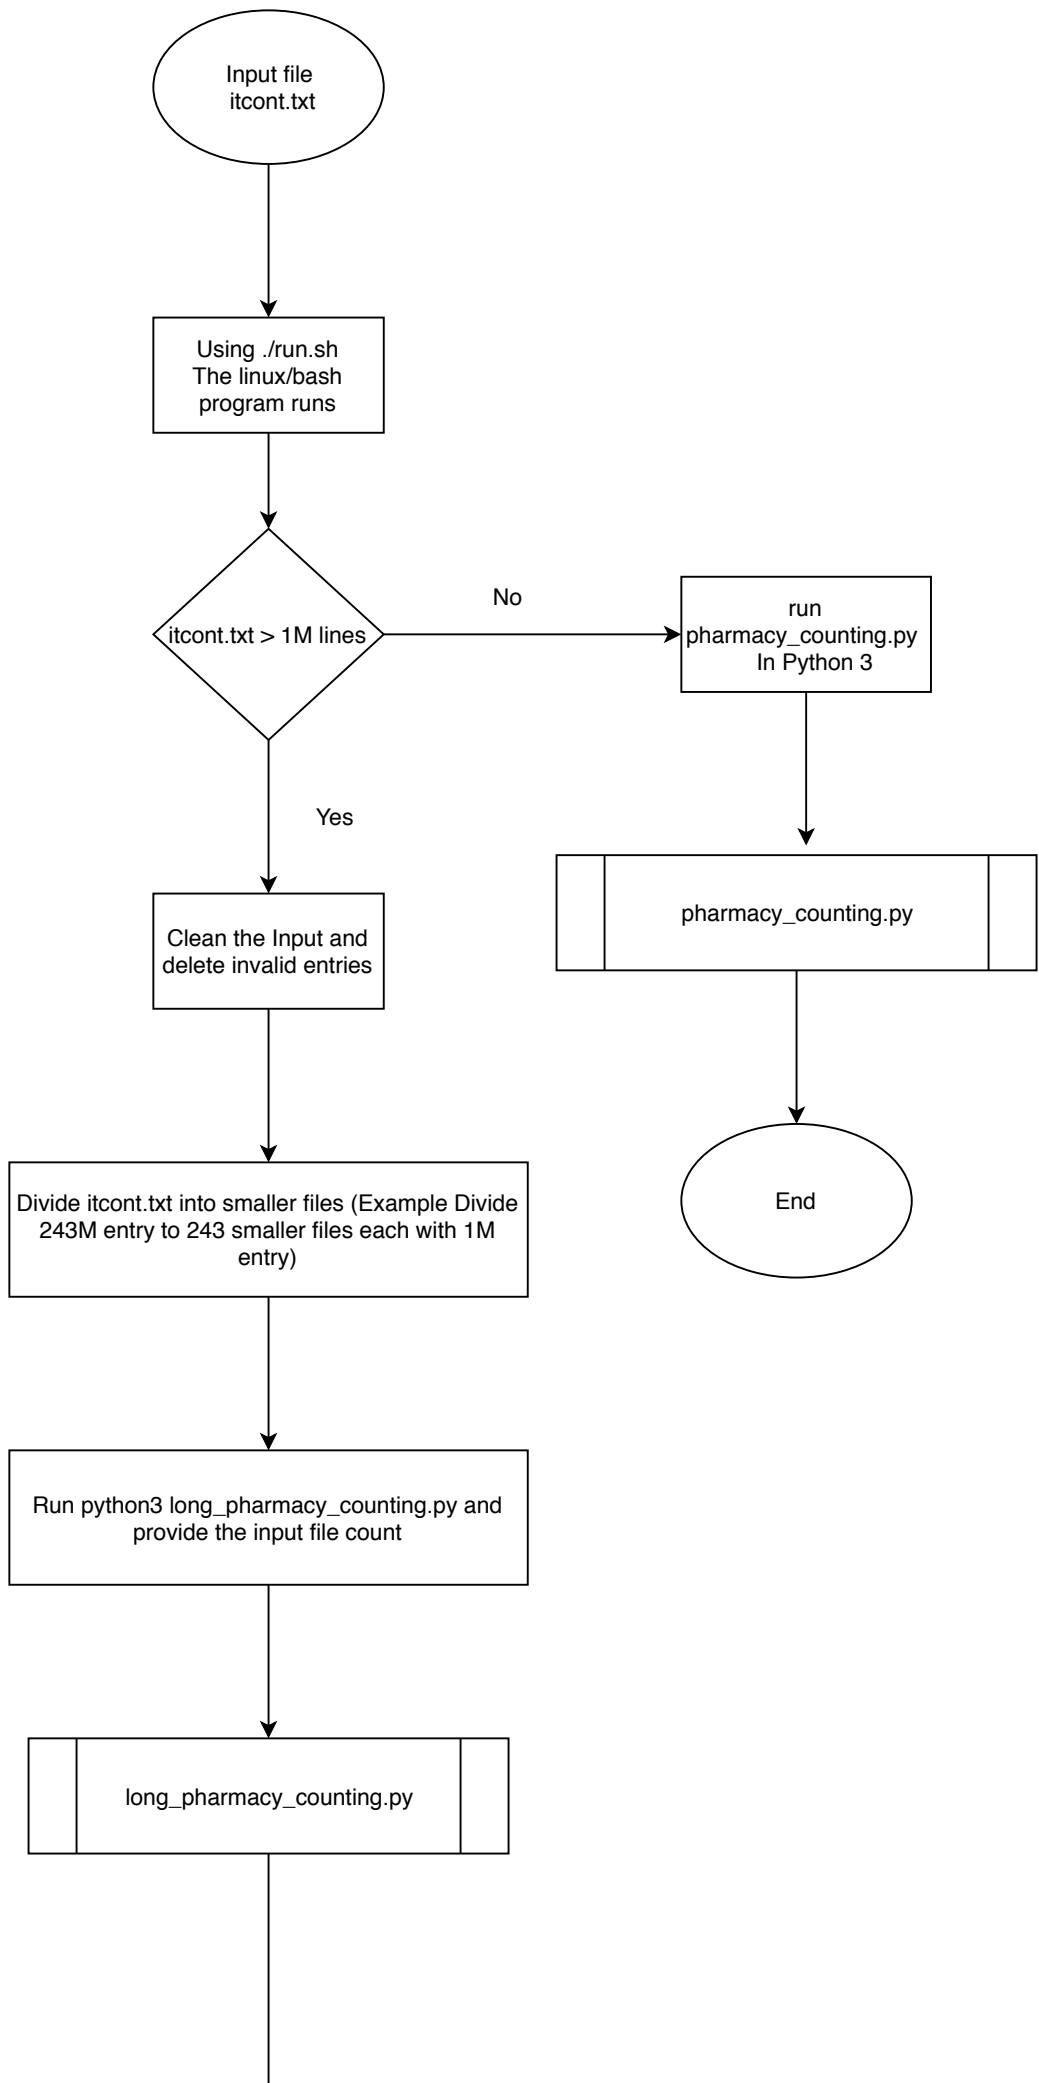 Input file
itcont.txt
Using ./run.sh
The linux/bash
program runs
itcont.txt > 1M lines
No
run
pharmacy_counting.py
In Python 3
Yes
pharmacy_counting.py
Clean the Input and
delete invalid entries
Divide itcont.txt into smaller files (Example Divide
243M entry to 243 smaller files each with 1M
entry)
End
Run python3 long_pharmacy_counting.py and
provide the input file count
long_pharmacy_counting.py